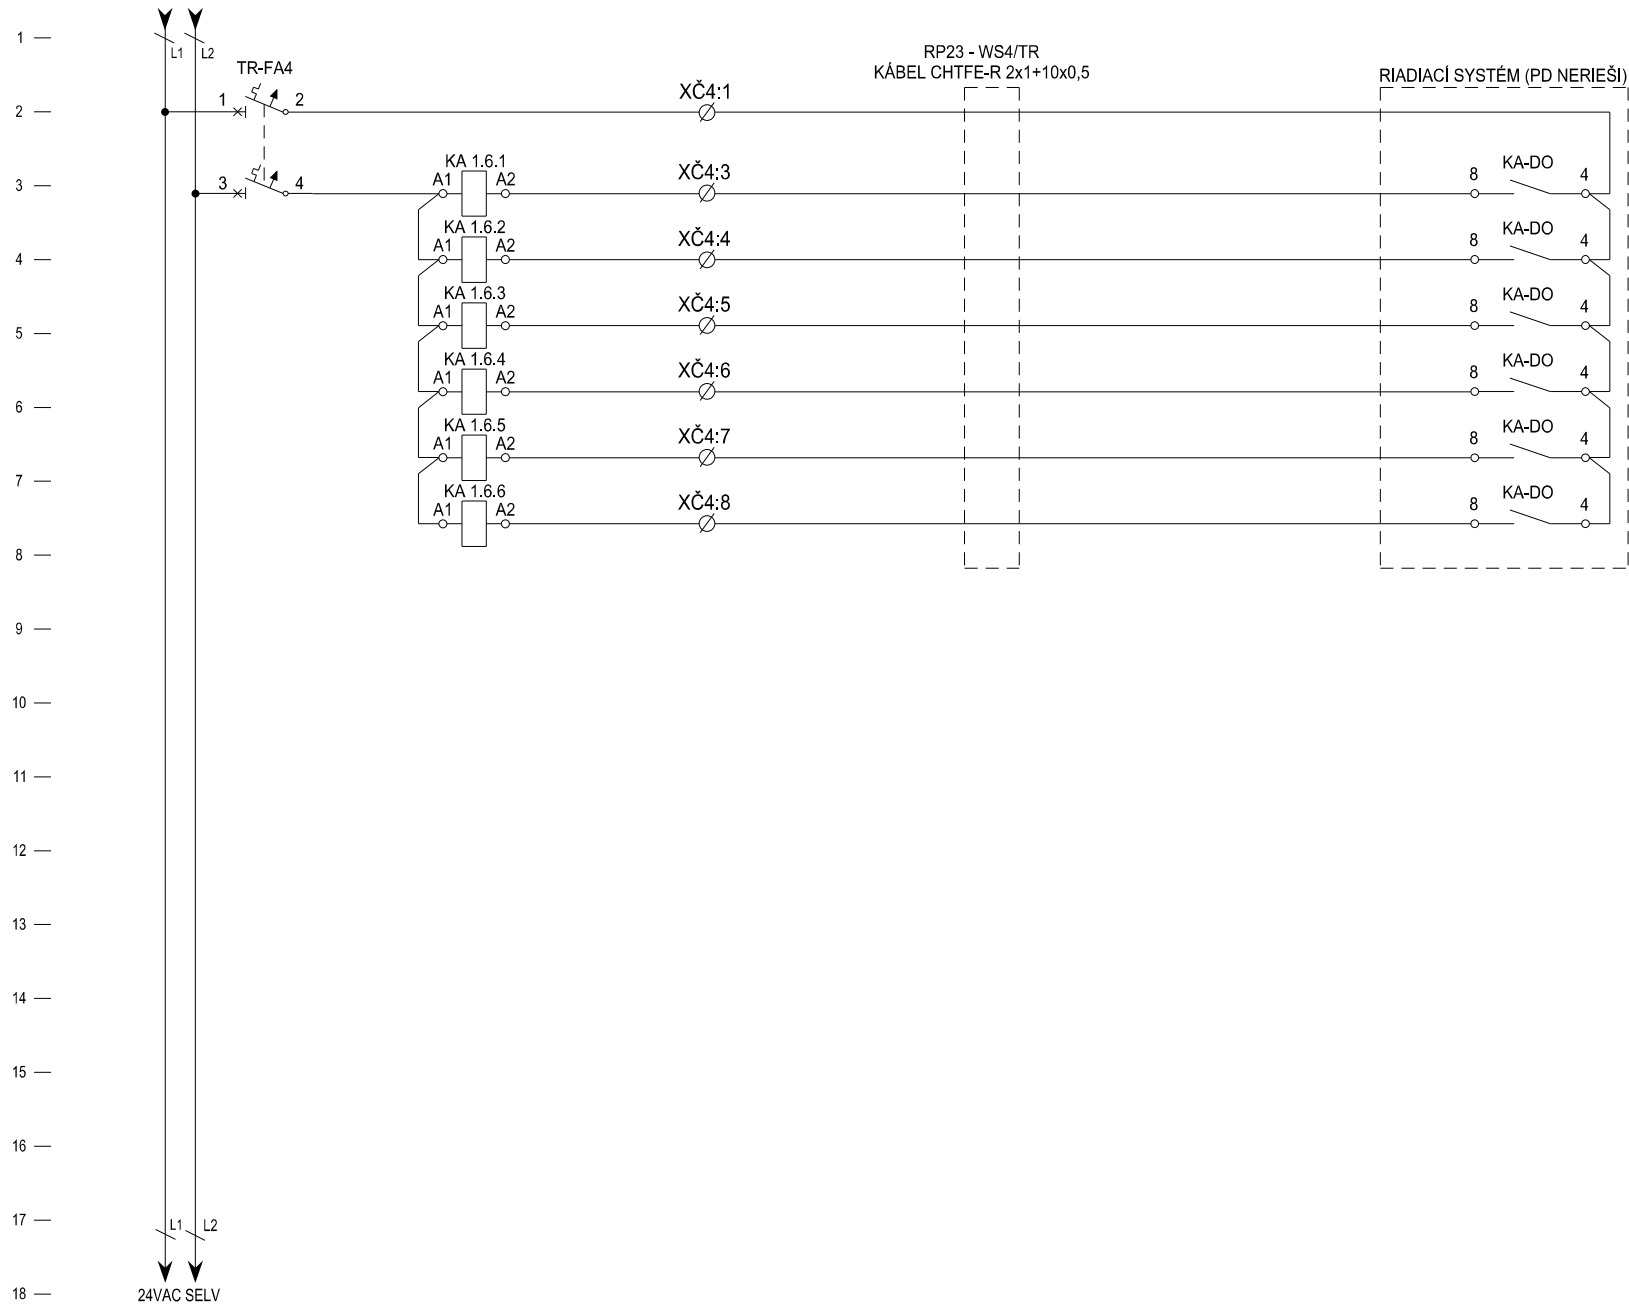 1
L1 L2
TR-FA4
RP23 - WS4/TR
KÁBEL CHTFE-R 2x1+10x0,5
RIADIACÍ SYSTÉM (PD NERIEŠI)
2
1 2
XČ4:1
3
3 4
KA 1.6.1
A1 A2
XČ4:3
8 KA-DO 4
4
KA 1.6.2
A1 A2
XČ4:4
8 KA-DO 4
5
KA 1.6.3
A1 A2
XČ4:5
8 KA-DO 4
6
KA 1.6.4
A1 A2
XČ4:6
8 KA-DO 4
7
KA 1.6.5
A1 A2
XČ4:7
8 KA-DO 4
KA 1.6.6
A1 A2
XČ4:8
8 KA-DO 4
8
9
10
11
12
13
14
15
16
17
L1 L2
18
24VAC SELV